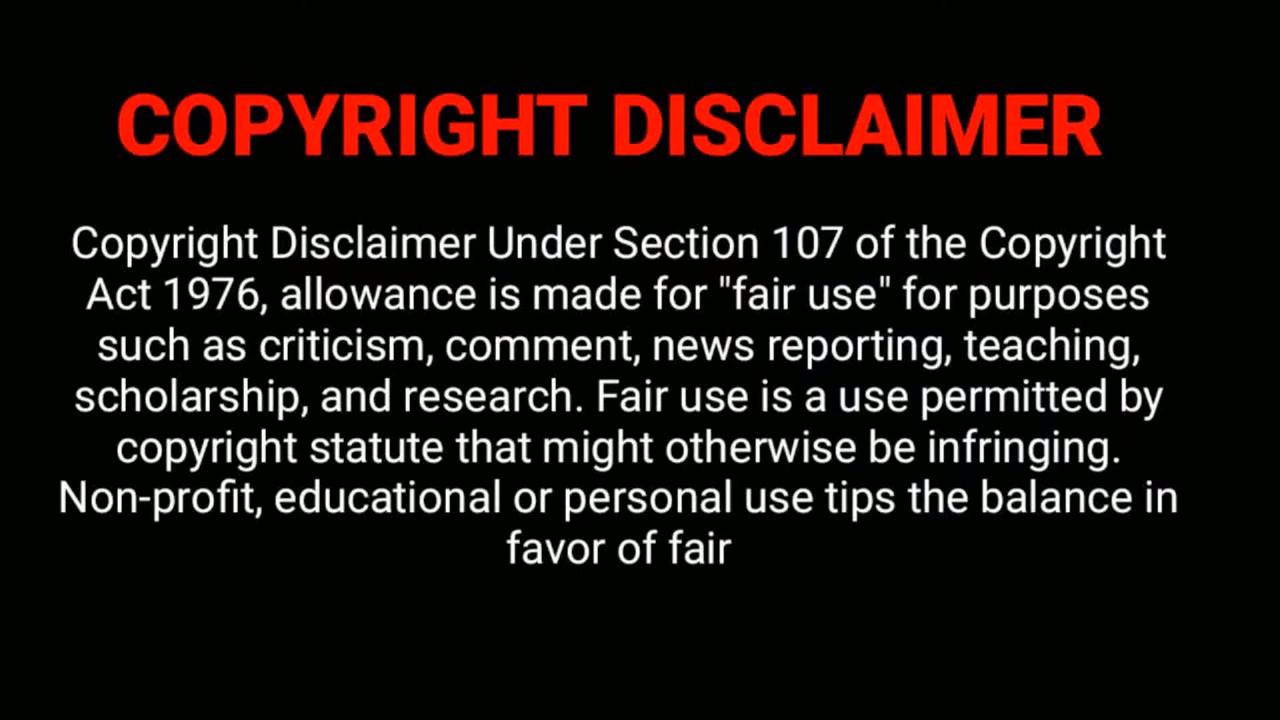 COPYRIGHT DISCLAIMER
Copyright Disclaimer Under Section 107 of the Copyright
Act 1976, allowance is made for "fair use" for purposes
such as criticism, comment, news reporting, teaching,
scholarship, and research. Fair use is a use permitted by
copyright statute that might otherwise be infringing.
Non-profit, educational or personal use tips the balance in
favor of fair